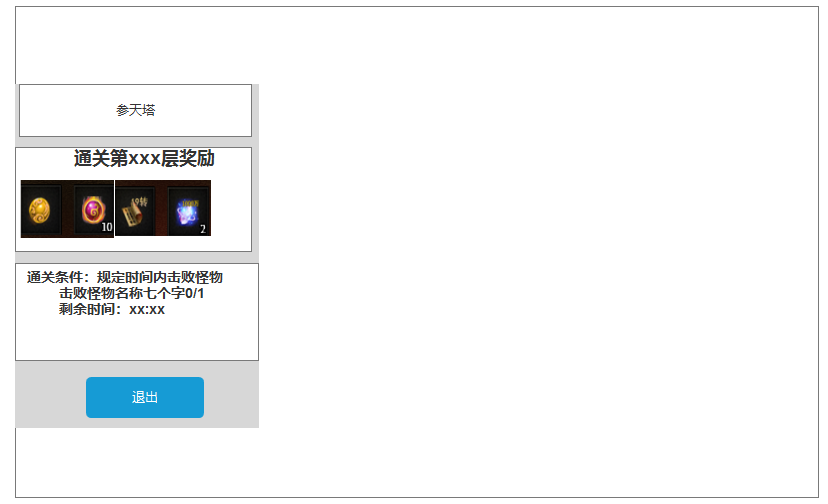 参天塔
通关第xxx层奖励
10
2
通关条件：规定时间内击败怪物
击败怪物名称七个字0/1
剩余时间：xx:xx
退出